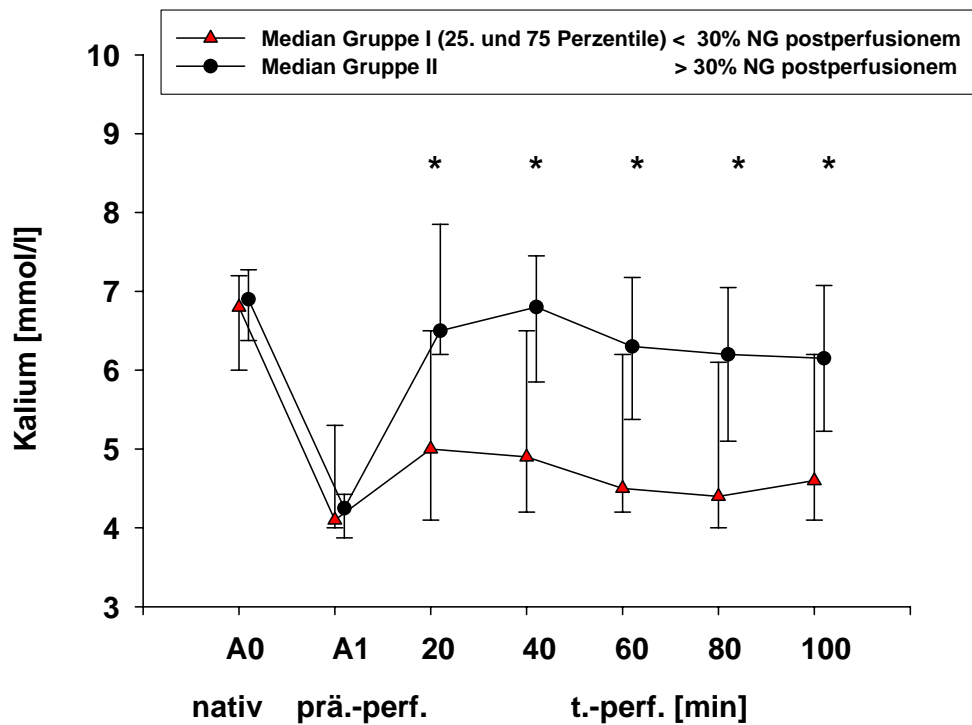 Median Gruppe I (25. und 75 Perzentile) < 30% NG postperfusionem
Median Gruppe II > 30% NG postperfusionem
Kalium [mmol/l]
10
9
8
7
6
5
4
3
* * * * *
A0 A1 20 40 60 80 100
nativ prä.-perf. t.-perf. [min]